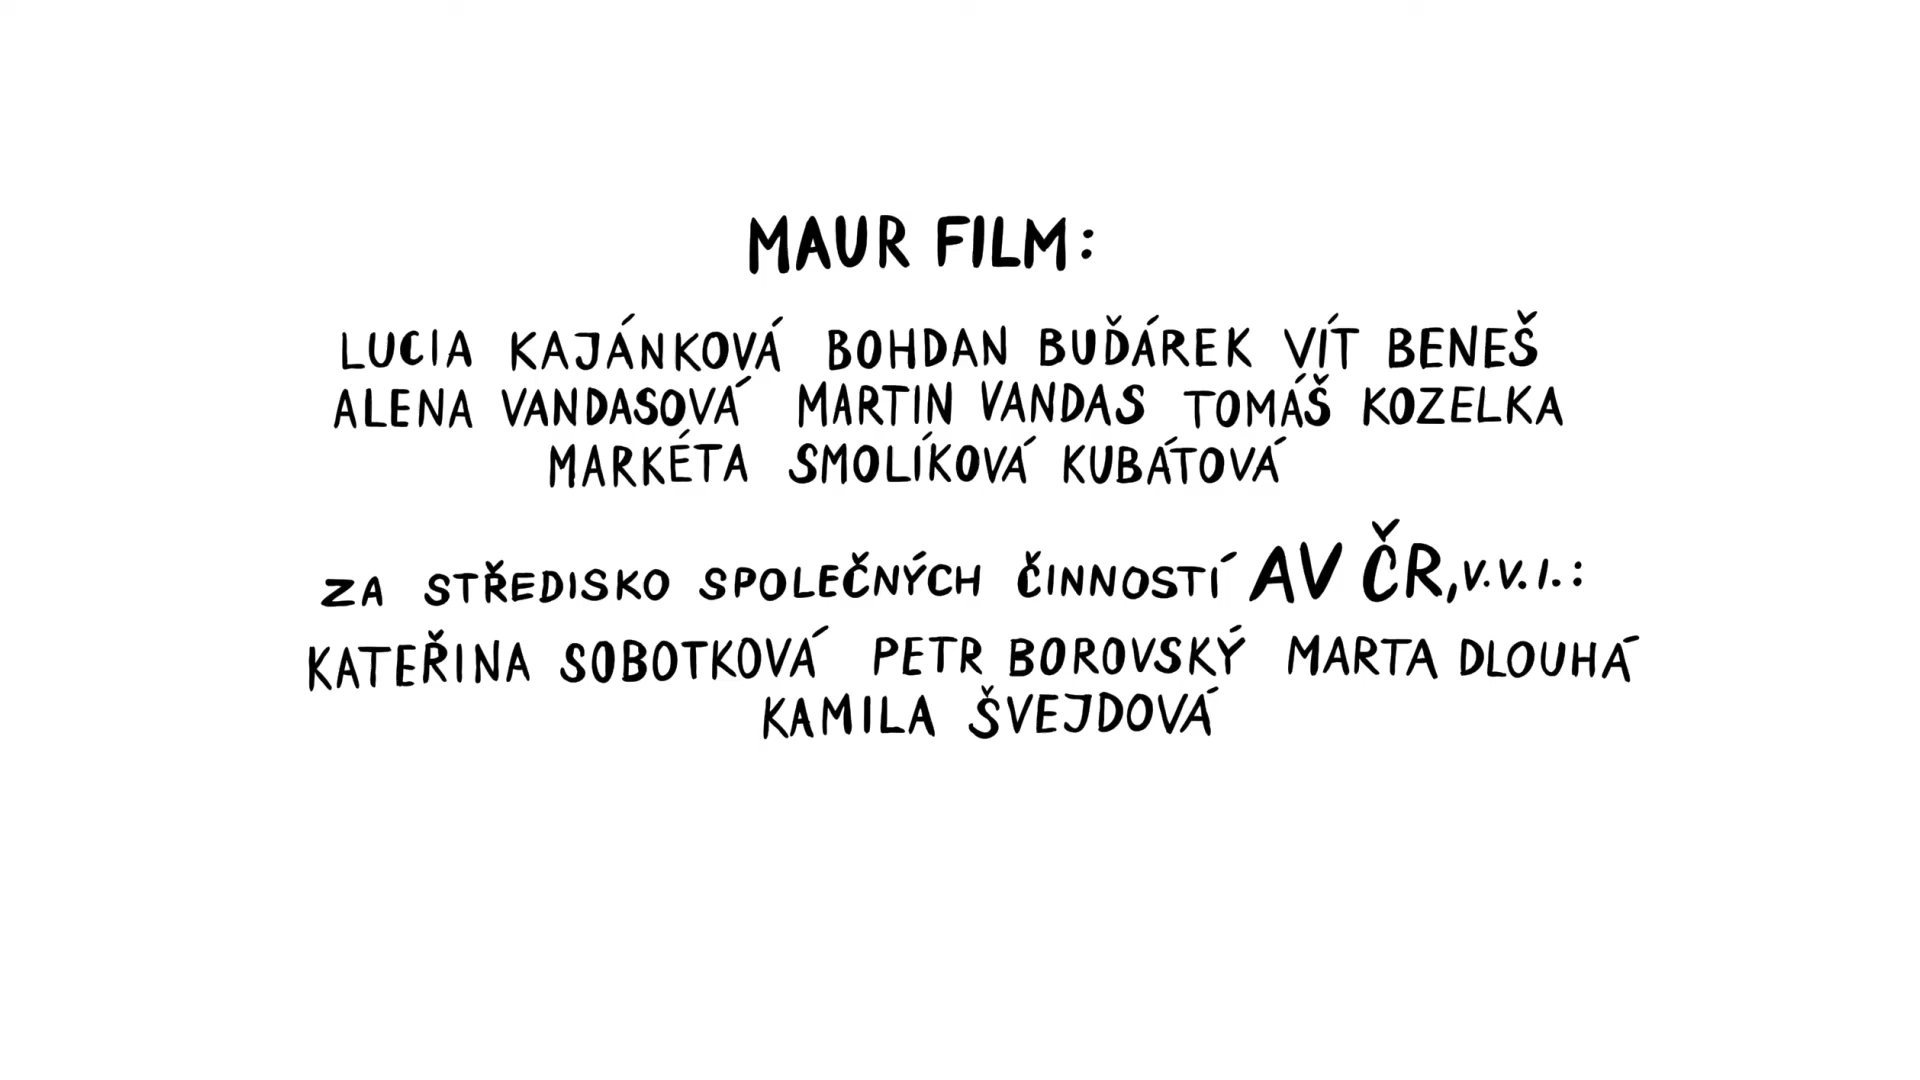 MAUR FILM:
LUCIA KAJÁNKOVÁ BOHDAN BUĎÁREK VÍT BENEŠ
ALENA VANDASOVÁ MARTIN VANDAS TOMÁŠ KOZELKA
MARKÉTA SMOLÍKOVÁ KUBÁTOVÁ
ZA STŘEDISKO SPOLEČNÝCH ČINNOSTÍ AV ČR, V.V.I.:
KATEŘINA SOBOTKOVÁ PETR BOROVSKÝ MARTA DLOUHÁ
KAMILA ŠVEJDOVÁ